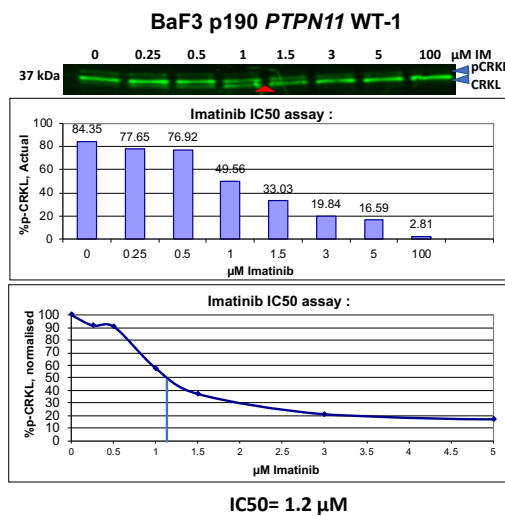 BaF3 p190 PTPN11 WT-1
0 0.25 0.5 1 1.5 3 5 100 µM IM
pCRKL
37 kDa
CRKL
Imatinib IC50 assay :
%p-CRKL, Actual
100
80
60
40
20
0
84.35 77.65 76.92 49.56 33.03 19.84 16.59 2.81
0 0.25 0.5 1 1.5 3 5 100
µM Imatinib
Imatinib IC50 assay :
%p-CRKL, normalised
100
90
80
70
60
50
40
30
20
10
0
0 0.5 1 1.5 2 2.5 3 3.5 4 4.5 5
µM Imatinib
IC50= 1.2 µM